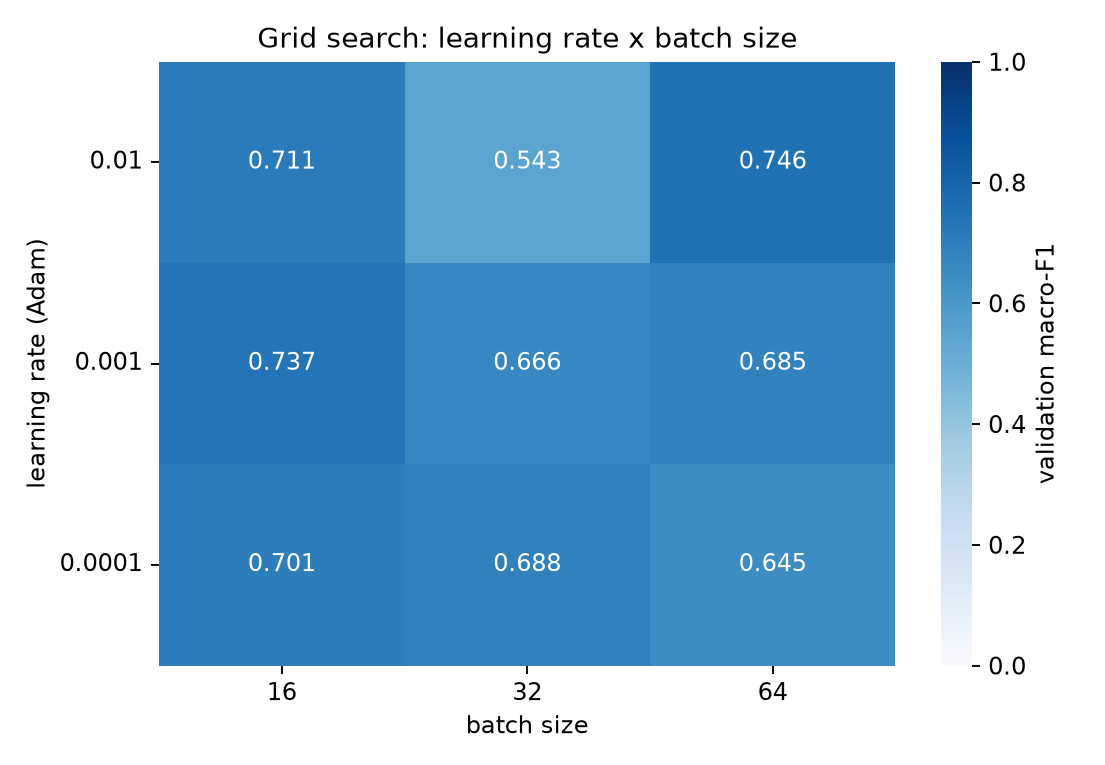 Grid search: learning rate x batch size
learning rate (Adam)
0.01 0.711 0.543 0.746
0.001 0.737 0.666 0.685
0.0001 0.701 0.688 0.645
16 32 64
batch size
1.0
0.8
0.6
0.4
0.2
0.0
validation macro-F1